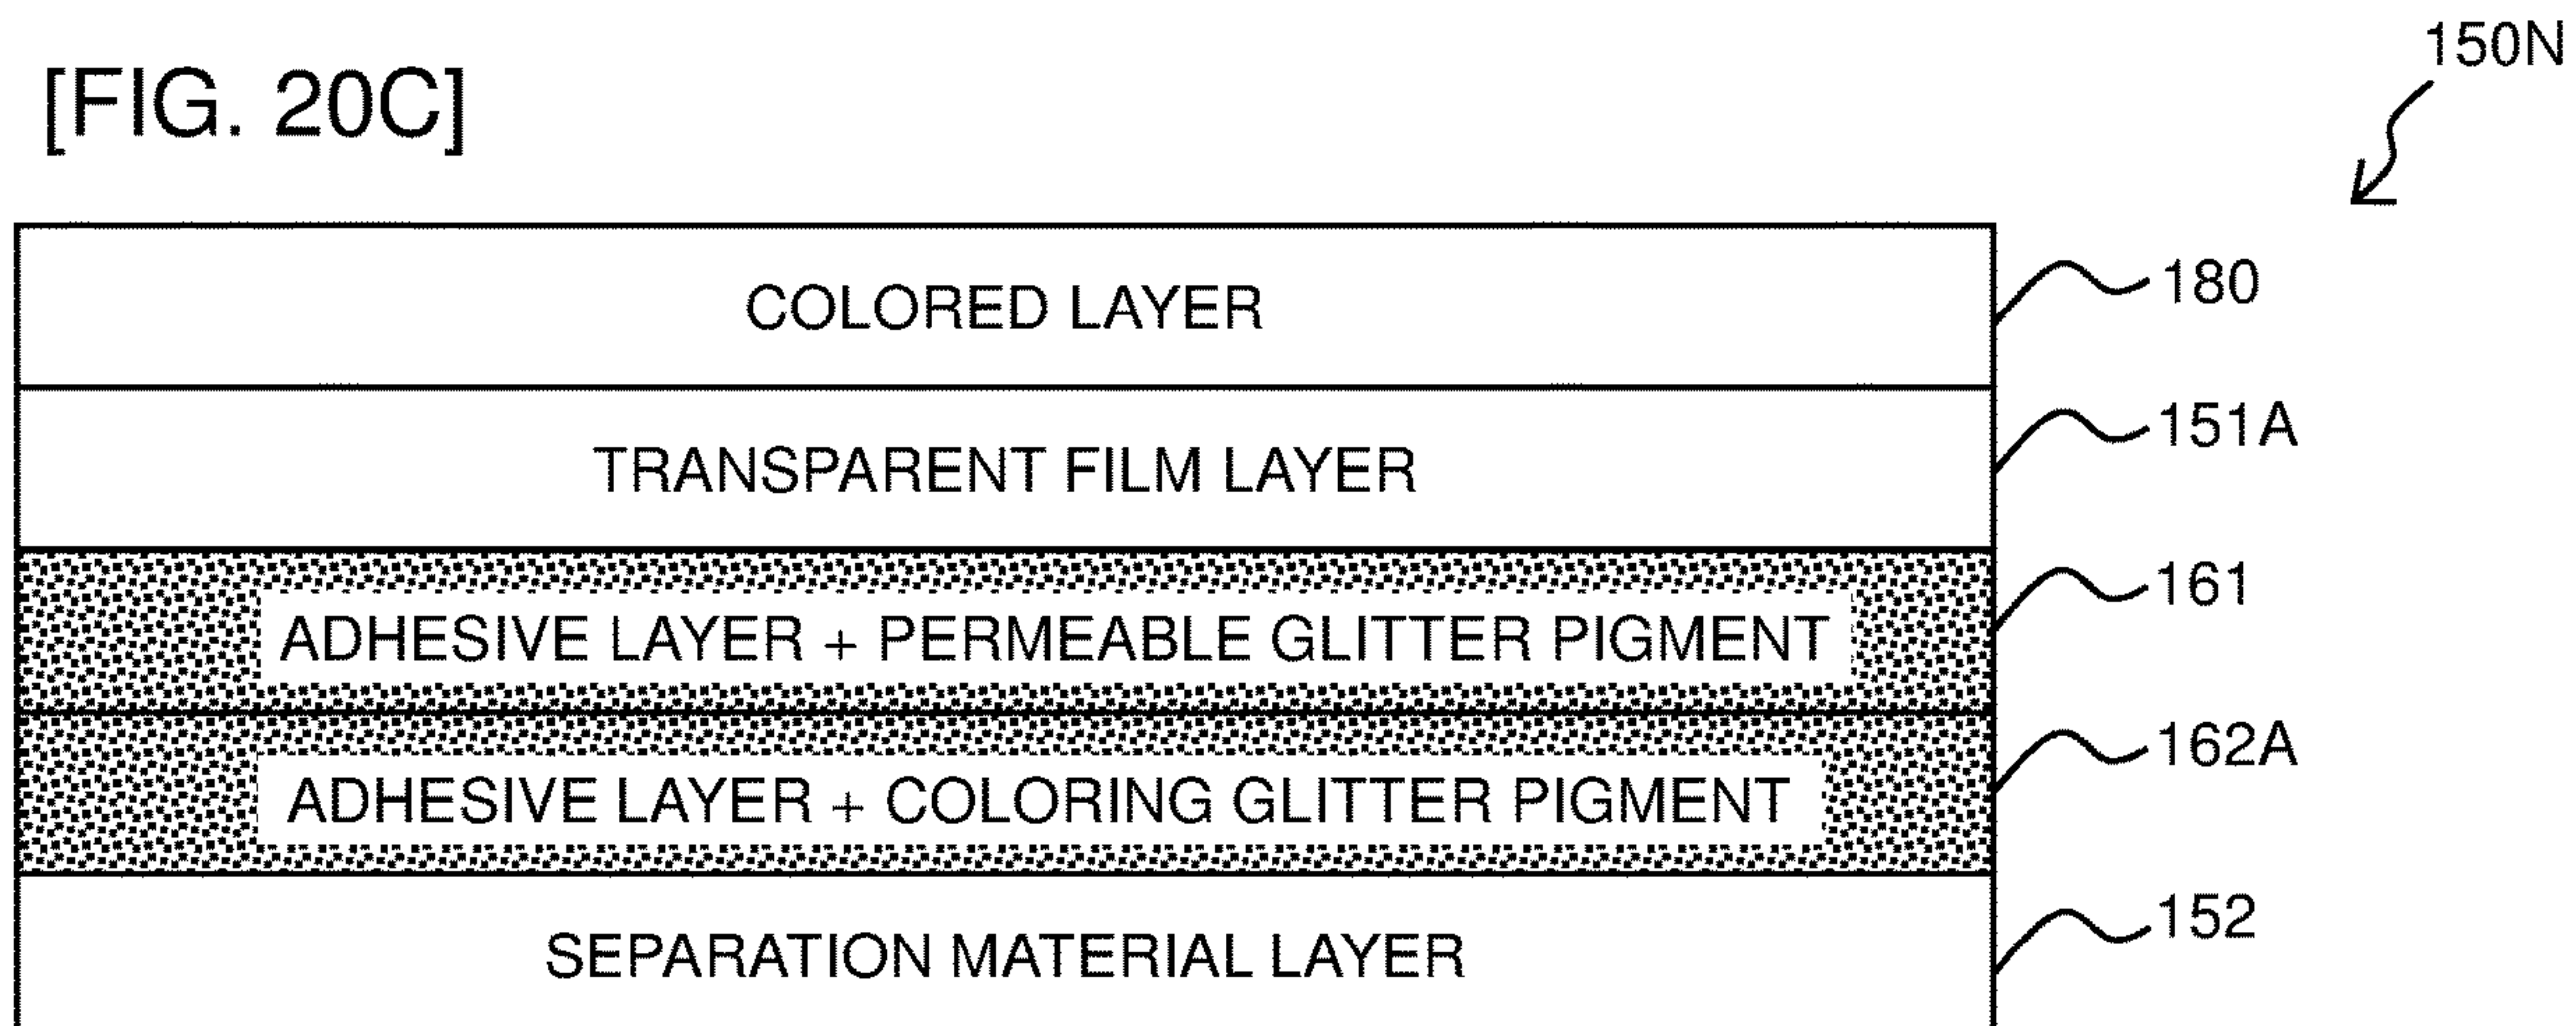 [FIG. 20C]
150N
COLORED LAYER
180
TRANSPARENT FILM LAYER
151A
ADHESIVE LAYER + PERMEABLE GLITTER PIGMENT
161
ADHESIVE LAYER + COLORING GLITTER PIGMENT
162A
SEPARATION MATERIAL LAYER
152